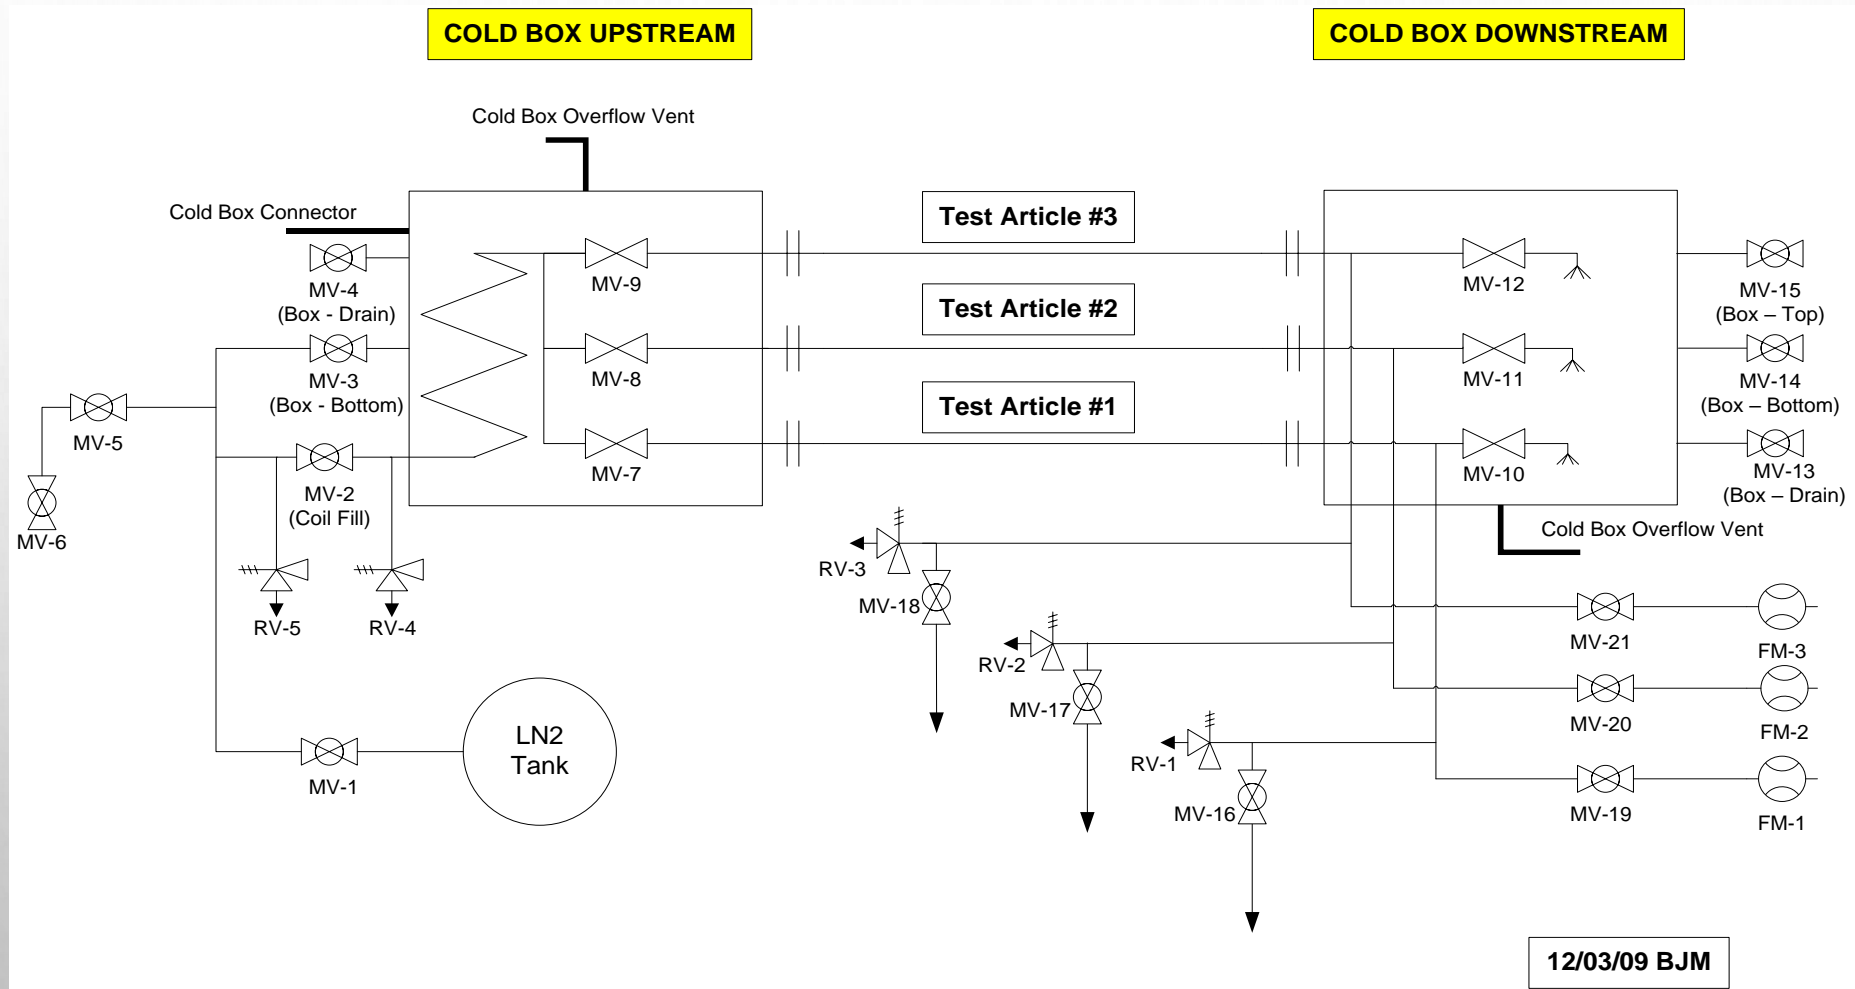 COLD BOX UPSTREAM
COLD BOX DOWNSTREAM
Cold Box Overflow Vent
Cold Box Connector
Test Article #3
MV-4
(Box - Drain)
MV-9
MV-12
MV-15
(Box – Top)
Test Article #2
MV-3
(Box - Bottom)
MV-8
MV-11
MV-14
(Box – Bottom)
Test Article #1
MV-5
MV-2
(Coil Fill)
MV-7
MV-10
MV-13
(Box – Drain)
MV-6
Cold Box Overflow Vent
RV-5
RV-4
RV-3
MV-18
RV-2
MV-17
RV-1
MV-16
MV-21
FM-3
MV-20
FM-2
MV-19
FM-1
LN2
Tank
MV-1
12/03/09 BJM